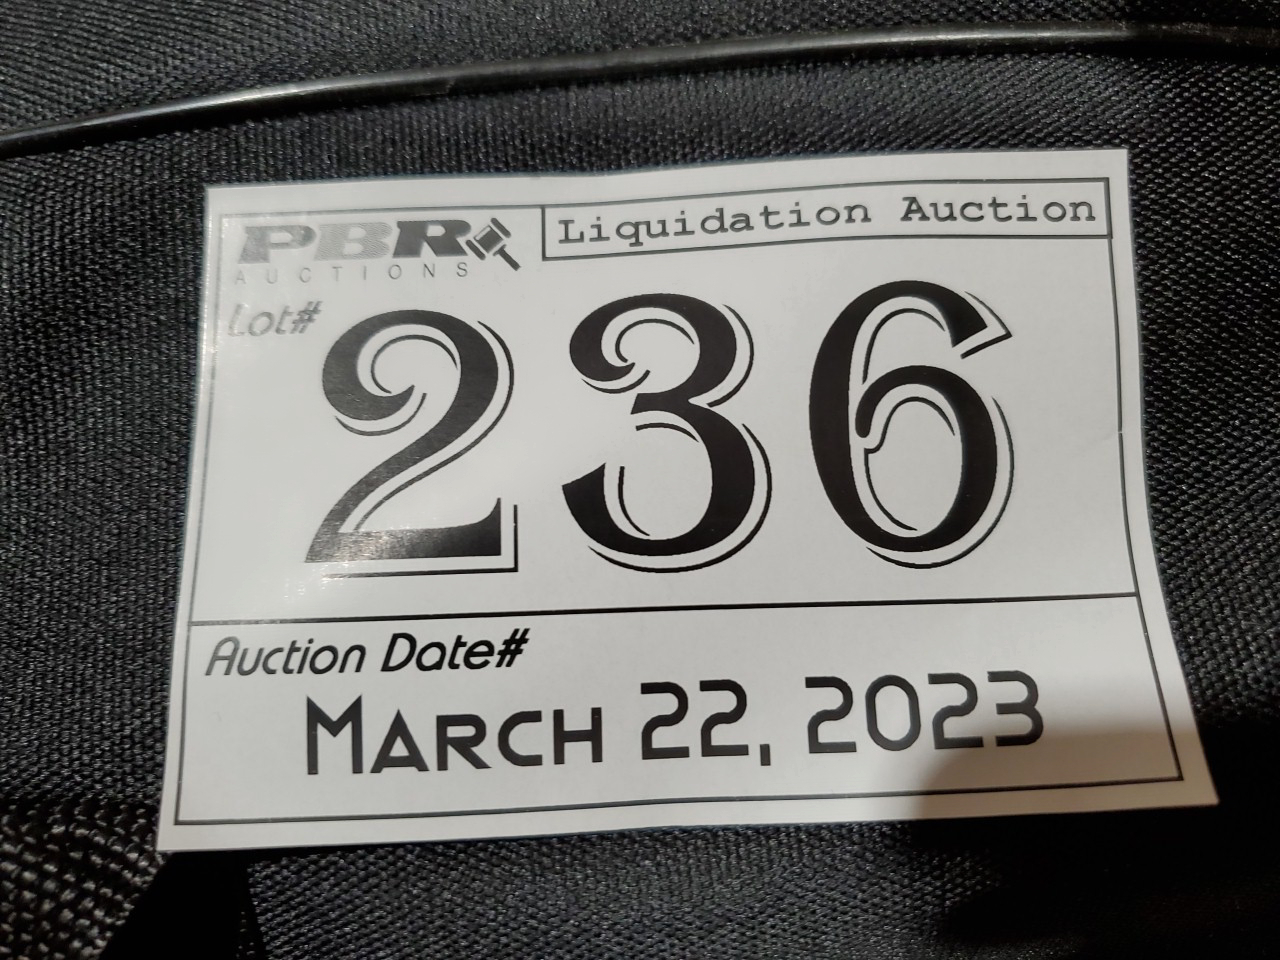 PBR
AUCTIONS
Liquidation Auction
Lot#
236
Auction Date#
March 22, 2023